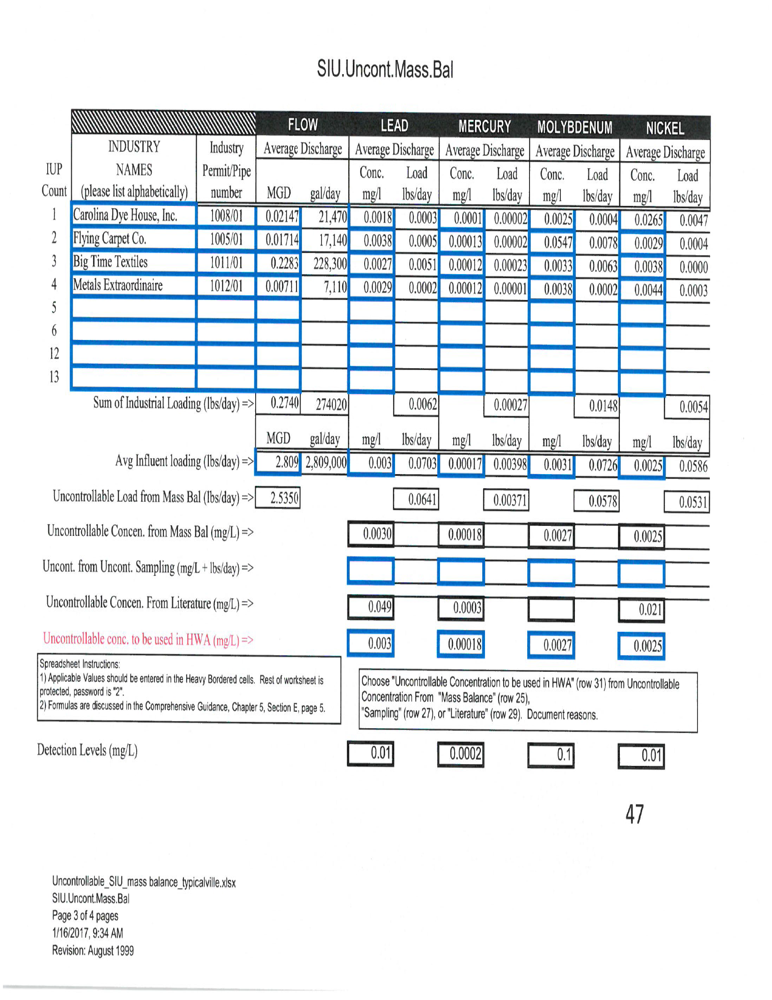 SIU.Uncont.Mass.Bal
FLOW LEAD MERCURY MOLYBDENUM NICKEL
INDUSTRY Industry Average Discharge Average Discharge Average Discharge Average Discharge Average Discharge
IUP NAMES Permit/Pipe Conc. Load Conc. Load Conc. Load Conc. Load
Count (please list alphabetically) number MGD gal/day mg/l lbs/day mg/l lbs/day mg/l lbs/day mg/l lbs/day
1 Carolina Dye House, Inc. 1008/01 0.02147 21,470 0.0018 0.0003 0.0001 0.00002 0.0025 0.0004 0.0265 0.0047
2 Flying Carpet Co. 1005/01 0.01714 17,140 0.0038 0.0005 0.00013 0.00002 0.0547 0.0078 0.0029 0.0004
3 Big Time Textiles 1011/01 0.2283 228,300 0.0027 0.0051 0.00012 0.00023 0.0033 0.0063 0.0038 0.0000
4 Metals Extraordinaire 1012/01 0.00711 7,110 0.0029 0.0002 0.00012 0.00001 0.0038 0.0002 0.0044 0.0003
5
6
12
13
Sum of Industrial Loading (lbs/day) => 0.2740 274020 0.0062 0.00027 0.0148 0.0054
MGD gal/day mg/l lbs/day mg/l lbs/day mg/l lbs/day mg/l lbs/day
Avg Influent loading (lbs/day) => 2.809 2,809,000 0.003 0.0703 0.00017 0.00398 0.0031 0.0726 0.0025 0.0586
Uncontrollable Load from Mass Bal (lbs/day) => 2.5350 0.0641 0.00371 0.0578 0.0531
Uncontrollable Concen. from Mass Bal (mg/L) => 0.0030 0.00018 0.0027 0.0025
Uncont. from Uncont. Sampling (mg/L + lbs/day) =>
Uncontrollable Concen. From Literature (mg/L) => 0.049 0.0003 0.021
Uncontrollable conc. to be used in HWA (mg/L) => 0.003 0.00018 0.0027 0.0025
Spreadsheet Instructions:
1) Applicable Values should be entered in the Heavy Bordered cells. Rest of worksheet is
protected, password is "2".
2) Formulas are discussed in the Comprehensive Guidance, Chapter 5, Section E, page 5.
Choose "Uncontrollable Concentration to be used in HWA" (row 31) from Uncontrollable
Concentration From "Mass Balance" (row 25),
"Sampling" (row 27), or "Literature" (row 29). Document reasons.
Detection Levels (mg/L) 0.01 0.0002 0.1 0.01
47
Uncontrollable_SIU_mass balance_typicalville.xlsx
SIU.Uncont.Mass.Bal
Page 3 of 4 pages
1/16/2017, 9:34 AM
Revision: August 1999